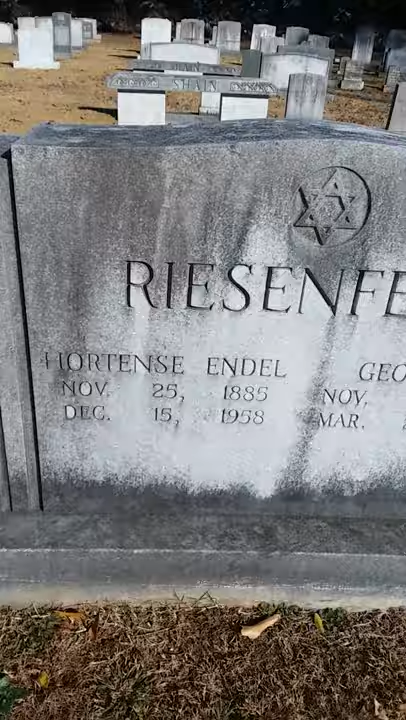 SHAIN
RIESENFE
HORTENSE ENDEL
NOV. 25, 1885
DEC. 15, 1958
GEO
NOV.
MAR.